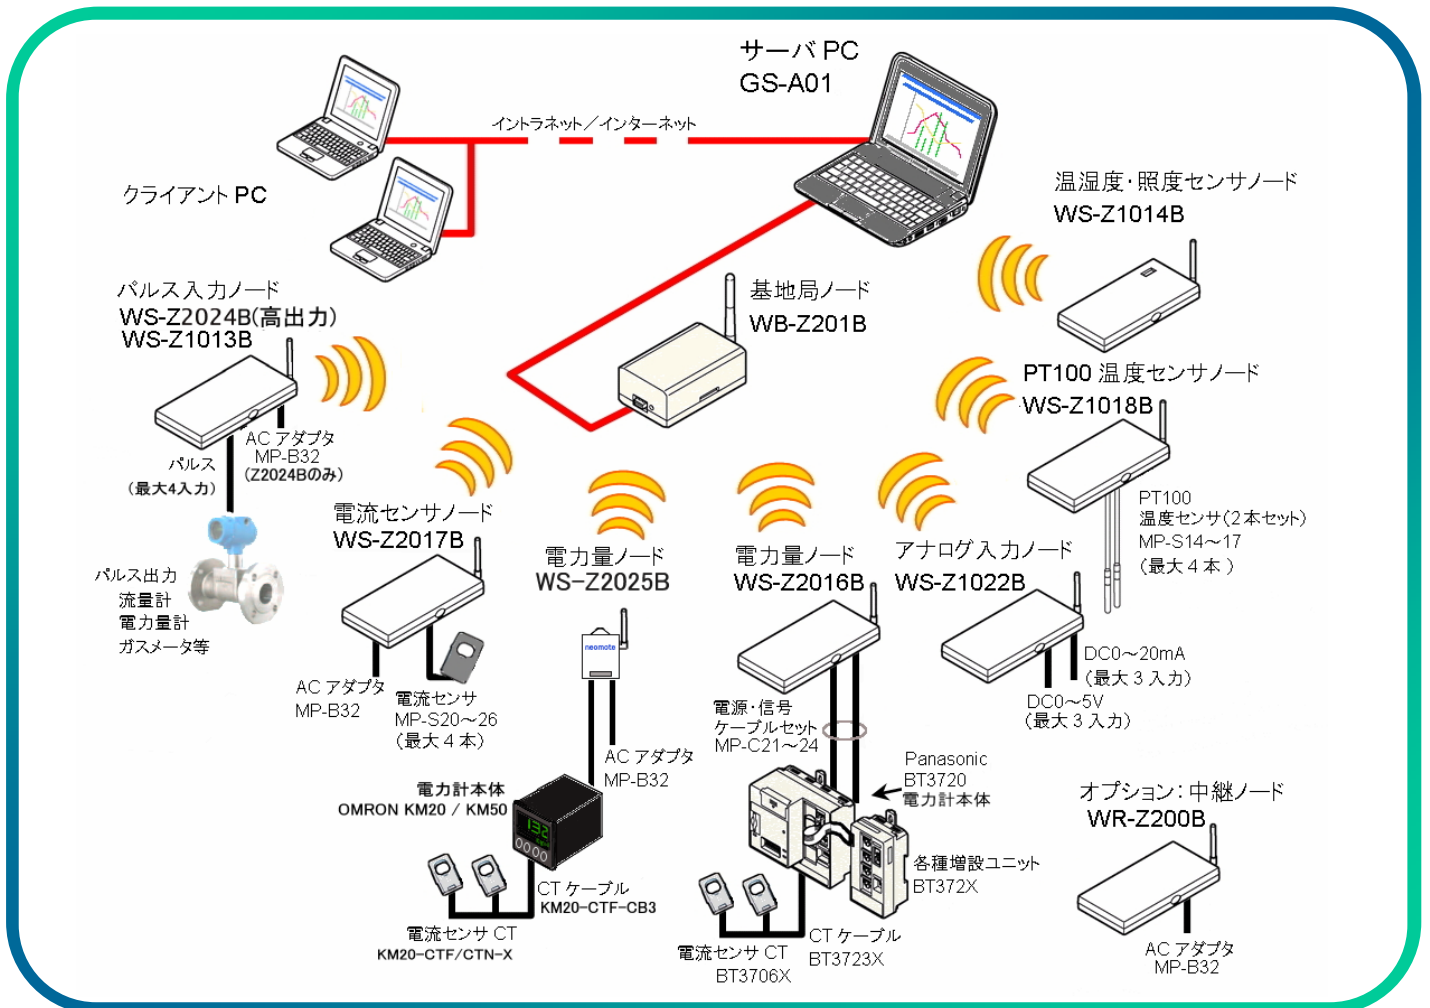 サーバ PC
GS-A01
イントラネット／インターネット
クライアント PC
温湿度・照度センサノード
WS-Z1014B
パルス入力ノード
WS-Z2024B(高出力)
WS-Z1013B
基地局ノード
WB-Z201B
PT100 温度センサノード
WS-Z1018B
AC アダプタ
MP-B32
(Z2024Bのみ)
パルス
(最大4入力)
電流センサノード
WS-Z2017B
PT100
温度センサ(2本セット)
MP-S14～17
(最大４本 )
電力量ノード
WS-Z2025B
電力量ノード
WS-Z2016B
アナログ入力ノード
WS-Z1022B
パルス出力
流量計
電力量計
ガスメータ等
neomote
AC アダプタ
MP-B32
電流センサ
MP-S20～26
(最大４本)
電源・信号
ケーブルセット
MP-C21～24
DC0～20mA
(最大３入力)
DC0～5V
(最大３入力)
AC アダプタ
MP-B32
Panasonic
BT3720
電力計本体
電力計本体
OMRON KM20 / KM50
132
オプション：中継ノード
WR-Z200B
各種増設ユニット
BT372X
CT ケーブル
KM20-CTF-CB3
電流センサ CT
KM20-CTF/CTN-X
CT ケーブル
BT3723X
電流センサ CT
BT3706X
AC アダプタ
MP-B32